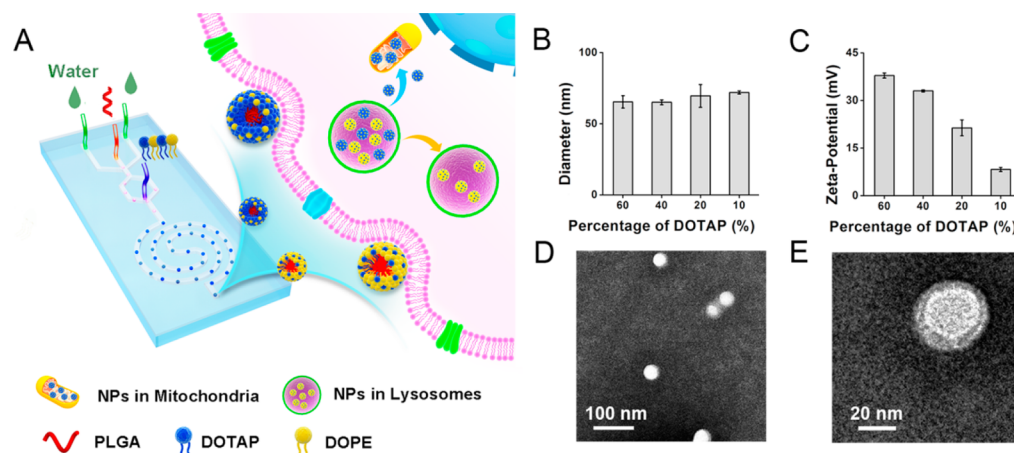 A
Water
NPs in Mitochondria
NPs in Lysosomes
PLGA
DOTAP
DOPE
B
Diameter (nm)
100
50
0
60
40
20
10
Percentage of DOTAP (%)
C
Zeta-Potential (mV)
45
30
15
0
60
40
20
10
Percentage of DOTAP (%)
D
100 nm
E
20 nm